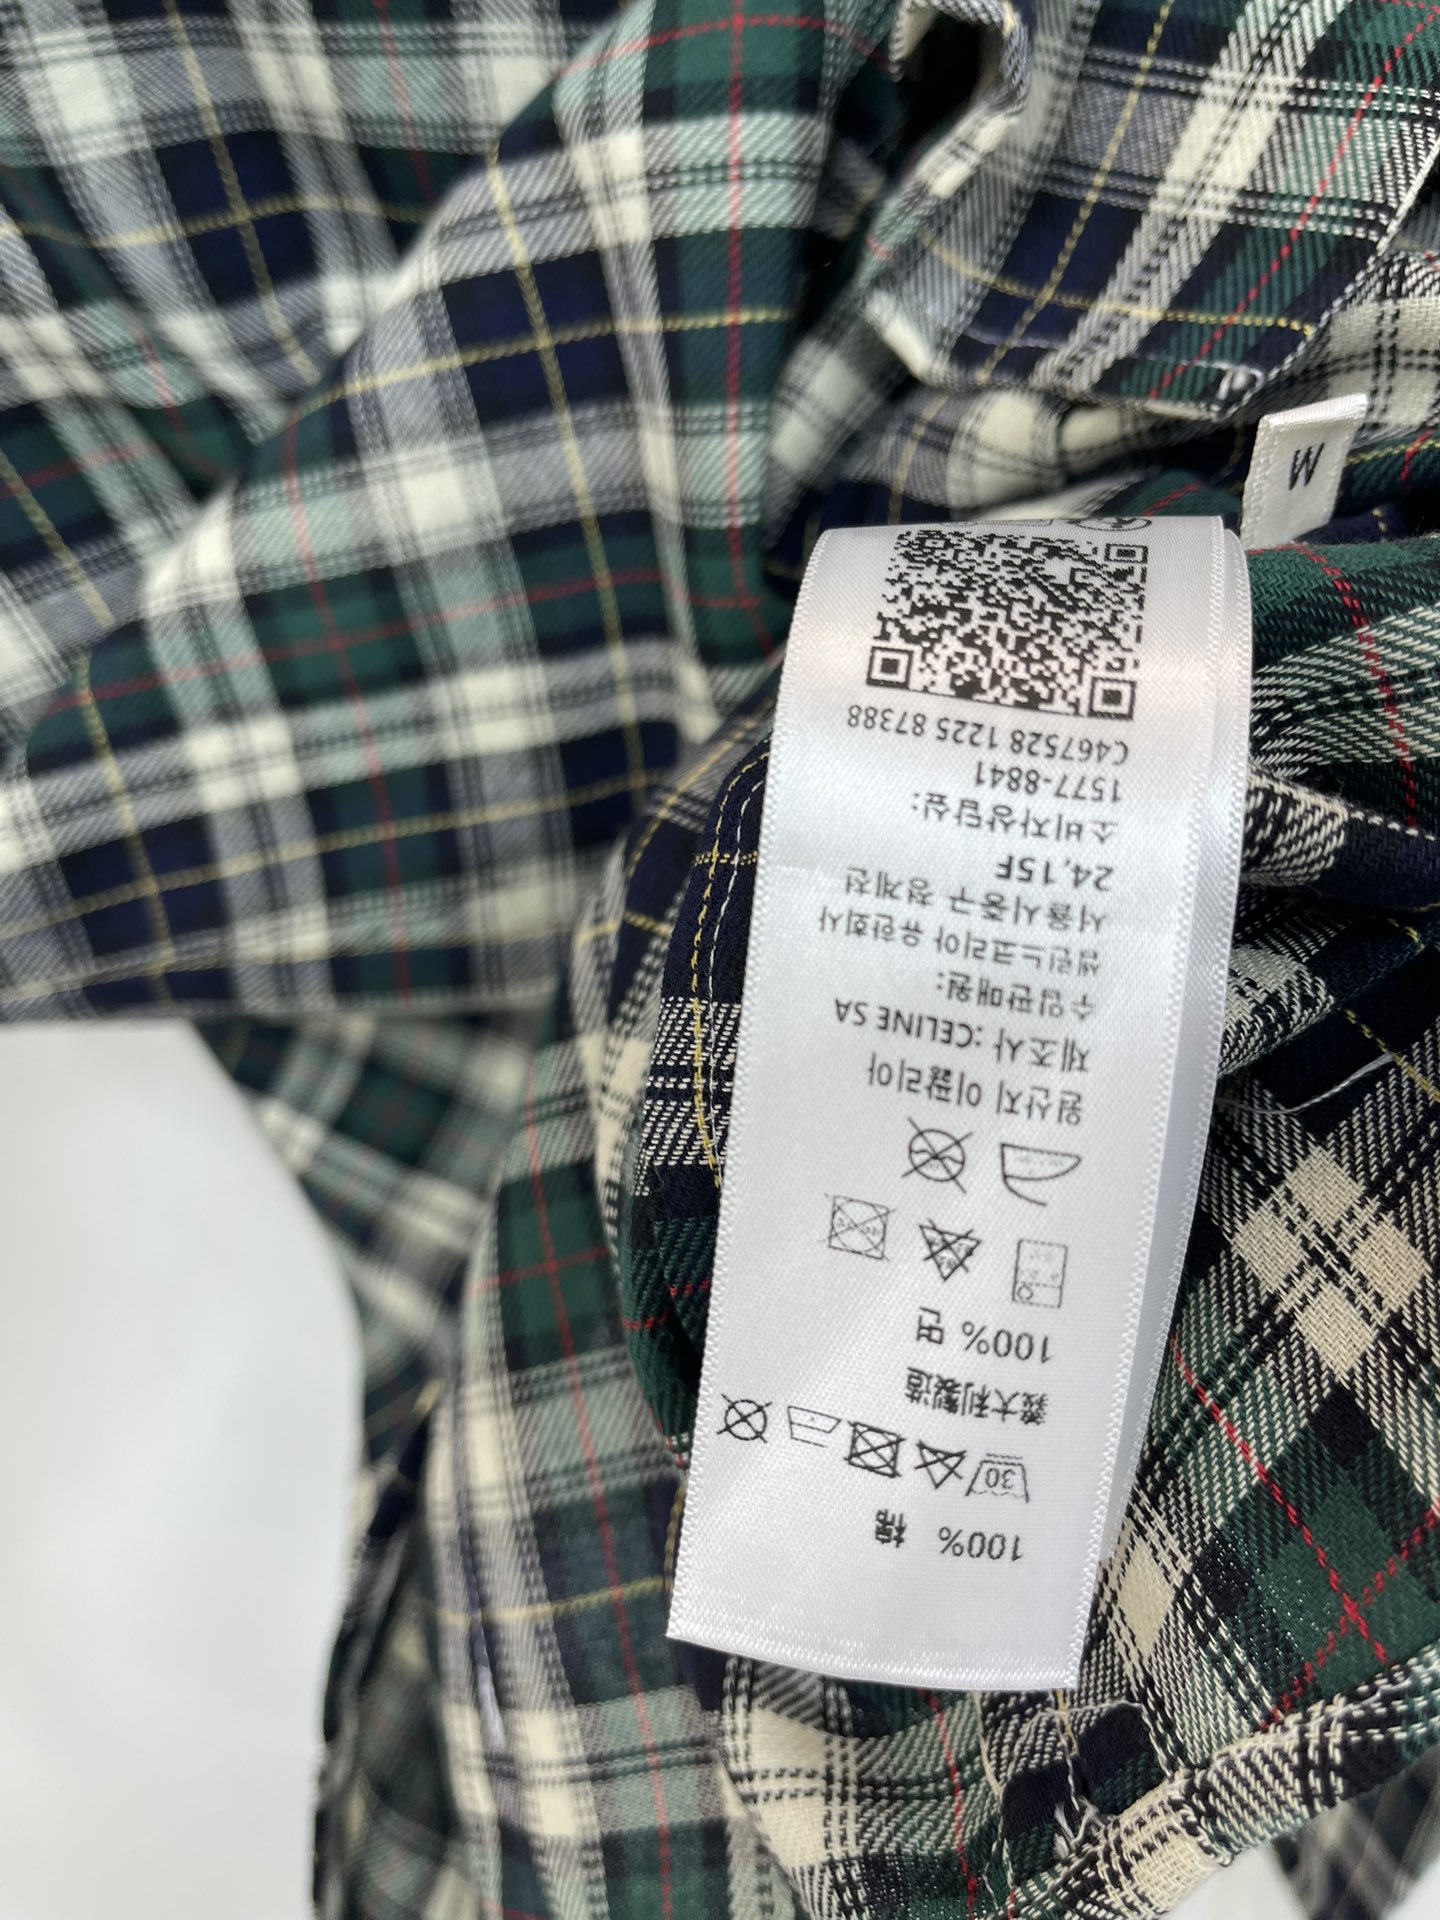 M
100% 棉
30
義大利製造
100% 면
원산지 이팔리아
제조사 :CELINE SA
수입판매원:
셀린느코리아 유한회사
서울시중구 청계천
24,15F
소비자상담실:
1577-8841
C467528 1225 87388